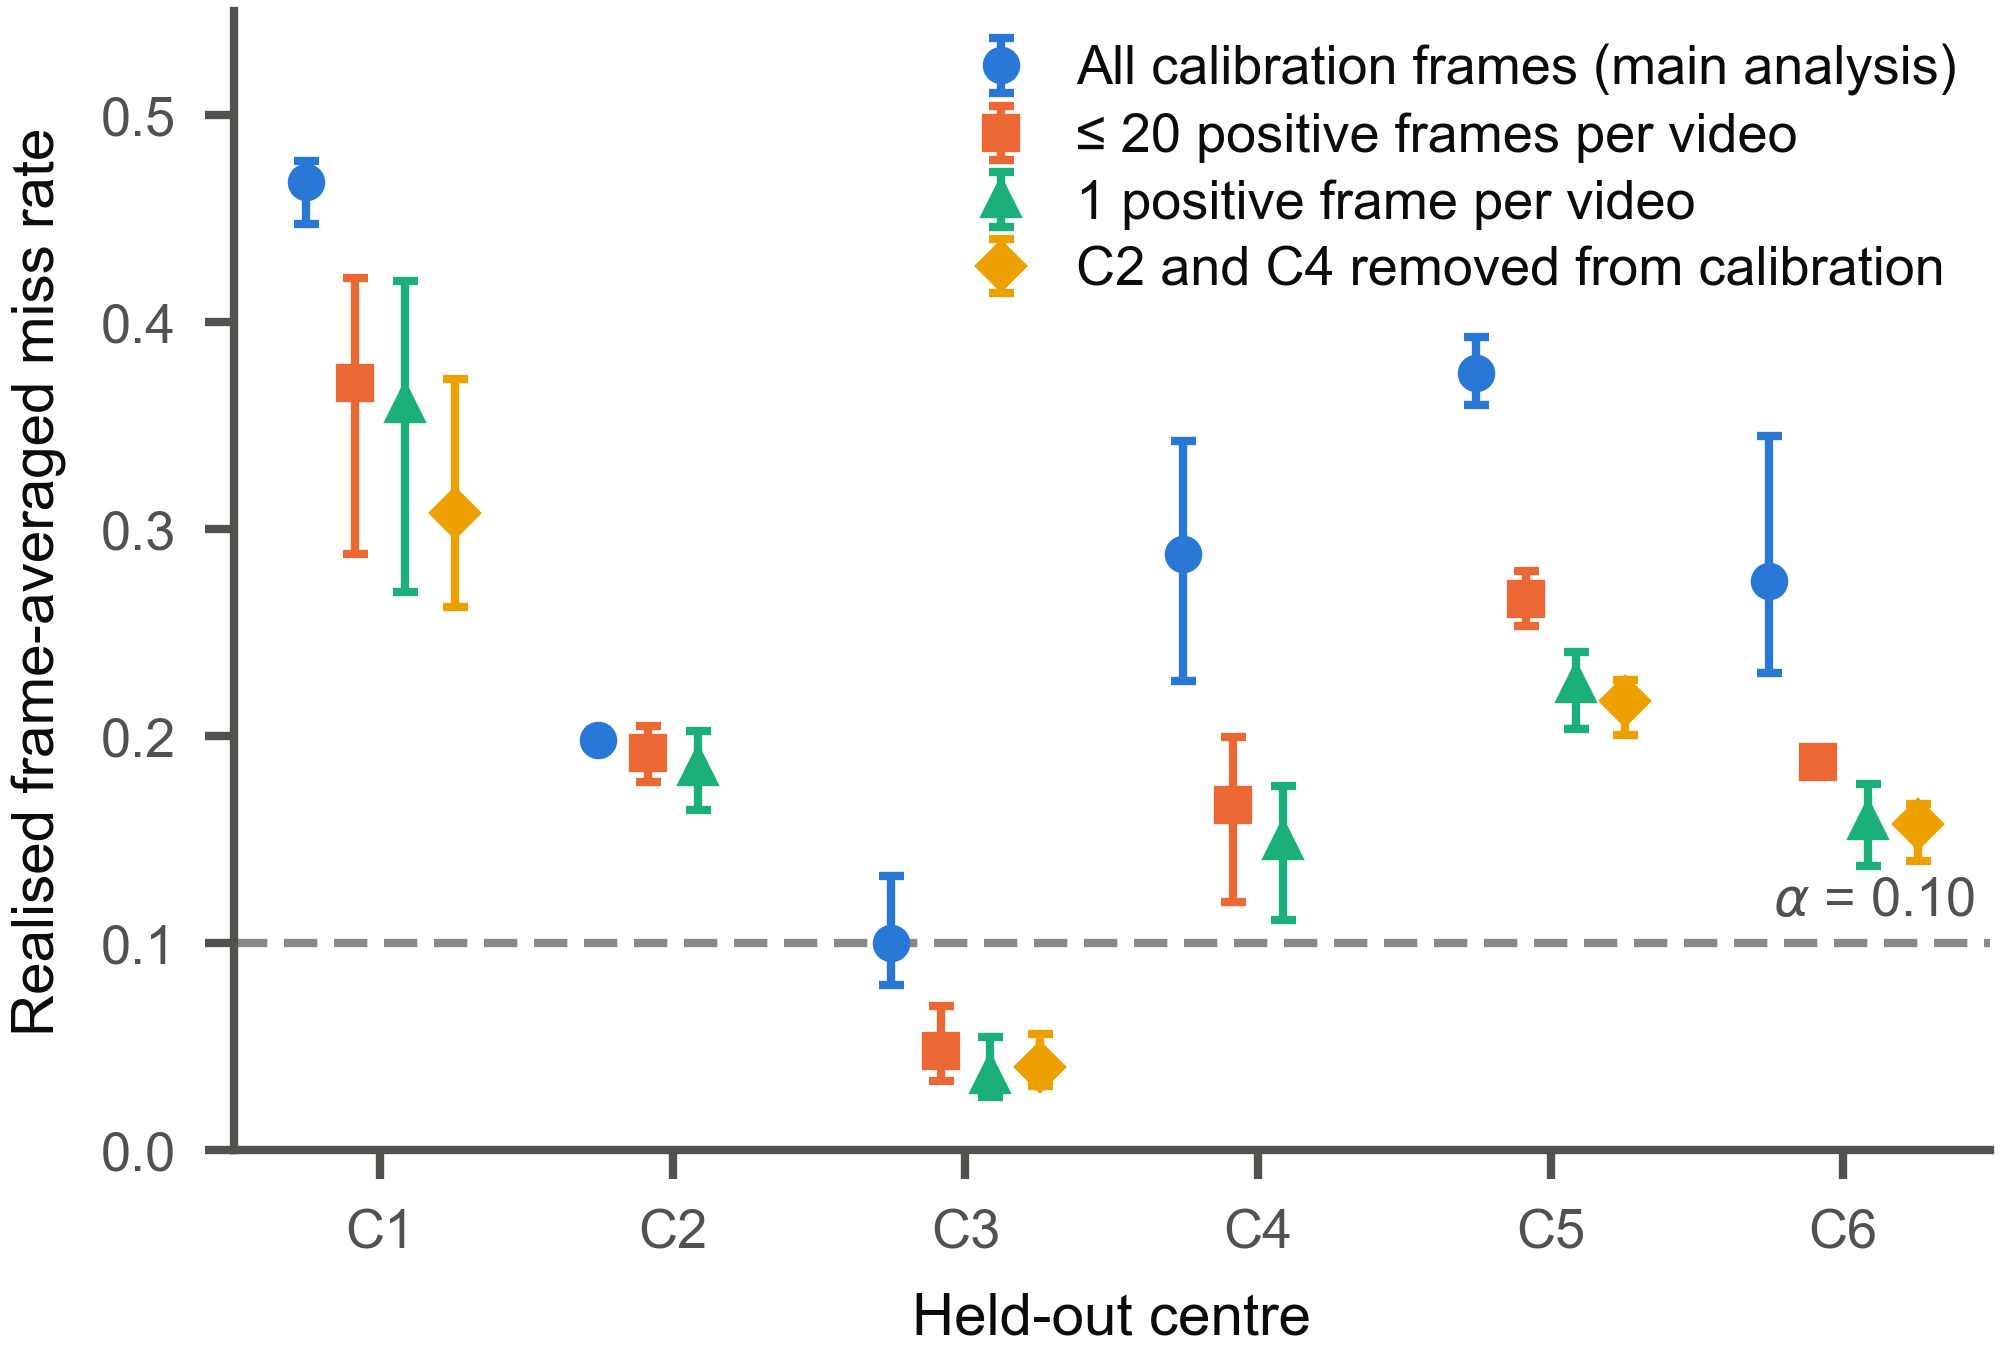 All calibration frames (main analysis)
≤ 20 positive frames per video
1 positive frame per video
C2 and C4 removed from calibration
Realised frame-averaged miss rate
0.5
0.4
0.3
0.2
0.1
0.0
α = 0.10
C1 C2 C3 C4 C5 C6
Held-out centre